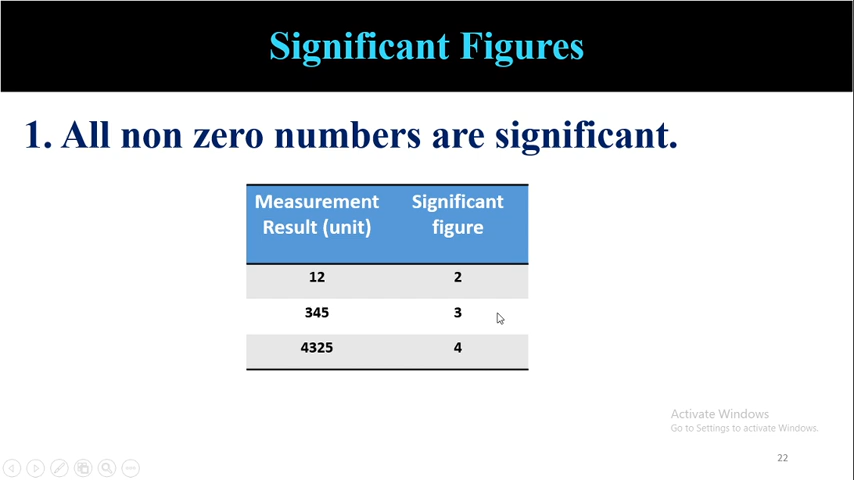 Significant Figures
1. All non zero numbers are significant.
Measurement Result (unit)
Significant figure
12 2
345 3
4325 4
Activate Windows
Go to Settings to activate Windows.
22